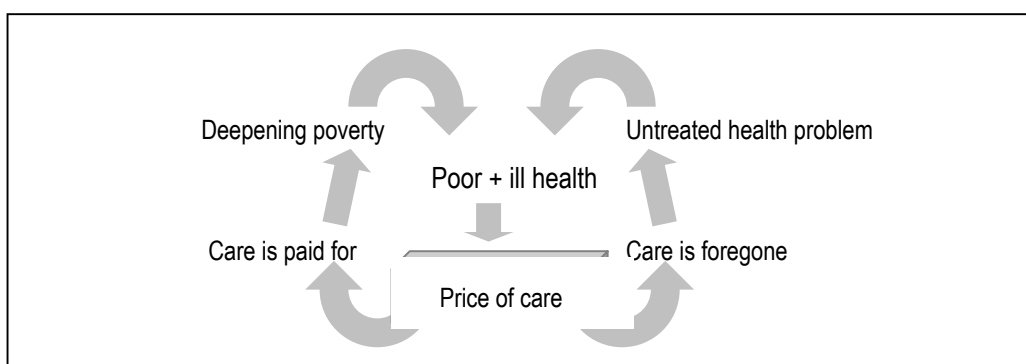 Deepening poverty
Untreated health problem
Poor + ill health
Care is paid for
Care is foregone
Price of care